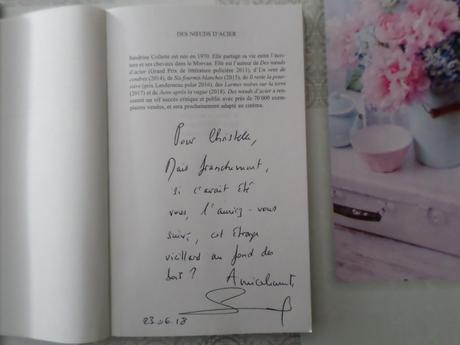 DES NŒUDS D'ACIER
Sandrine Collette est née en 1970. Elle partage sa vie entre l'écri-
ture et ses chevaux dans le Morvan. Elle est l'auteur de Des nœuds
d'acier (Grand Prix de littérature policière 2013), d'Un vent de
cendres (2014), de Six fourmis blanches (2015), de Il reste la pous-
sière (prix Landerneau polar 2016), des Larmes noires sur la terre
(2017) et de Juste après la vague (2018). Des nœuds d'acier a ren-
contré un vif succès critique et public avec près de 70 000 exem-
plaires vendus, et sera prochainement adapté au cinéma.
Pour Christelle,
Mais franchement,
si c'avait été
vous, l'auriez-vous
suivi, cet étrange
vieillard au fond des
bois ? Amicalement,
23.06.18